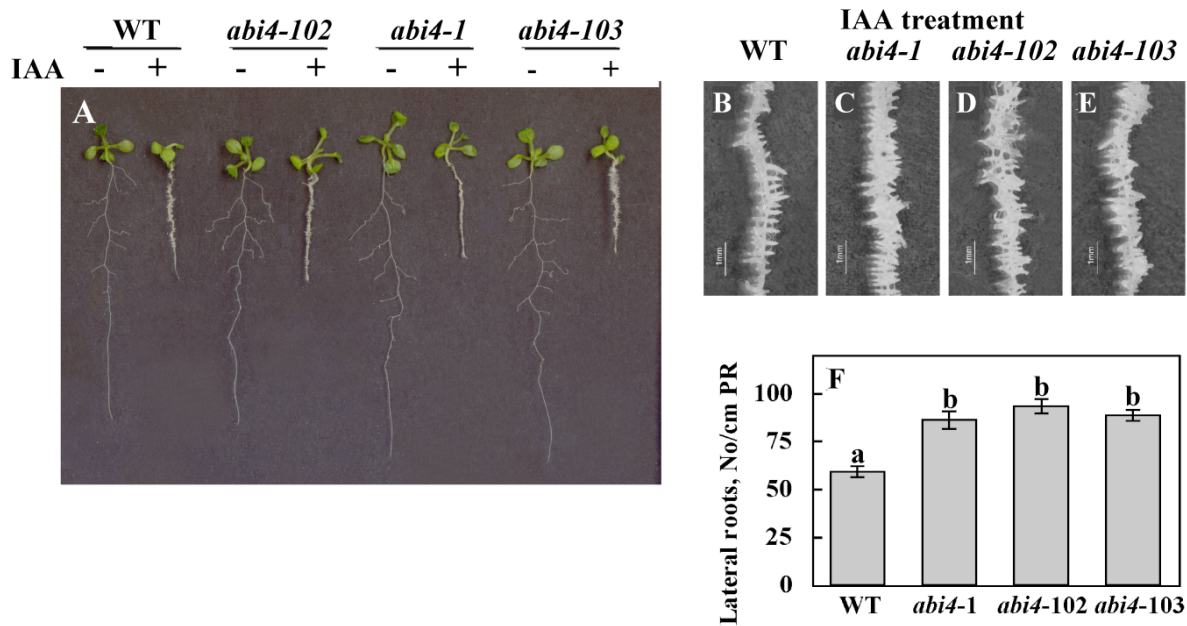 WT abi4-102 abi4-1 abi4-103
IAA - + - + - + - +
A
IAA treatment
WT abi4-1 abi4-102 abi4-103
B C D E
1mm 1mm 1mm 1mm
F
Lateral roots, No/cm PR
100
75
50
25
0
a b b b
WT abi4-1 abi4-102 abi4-103